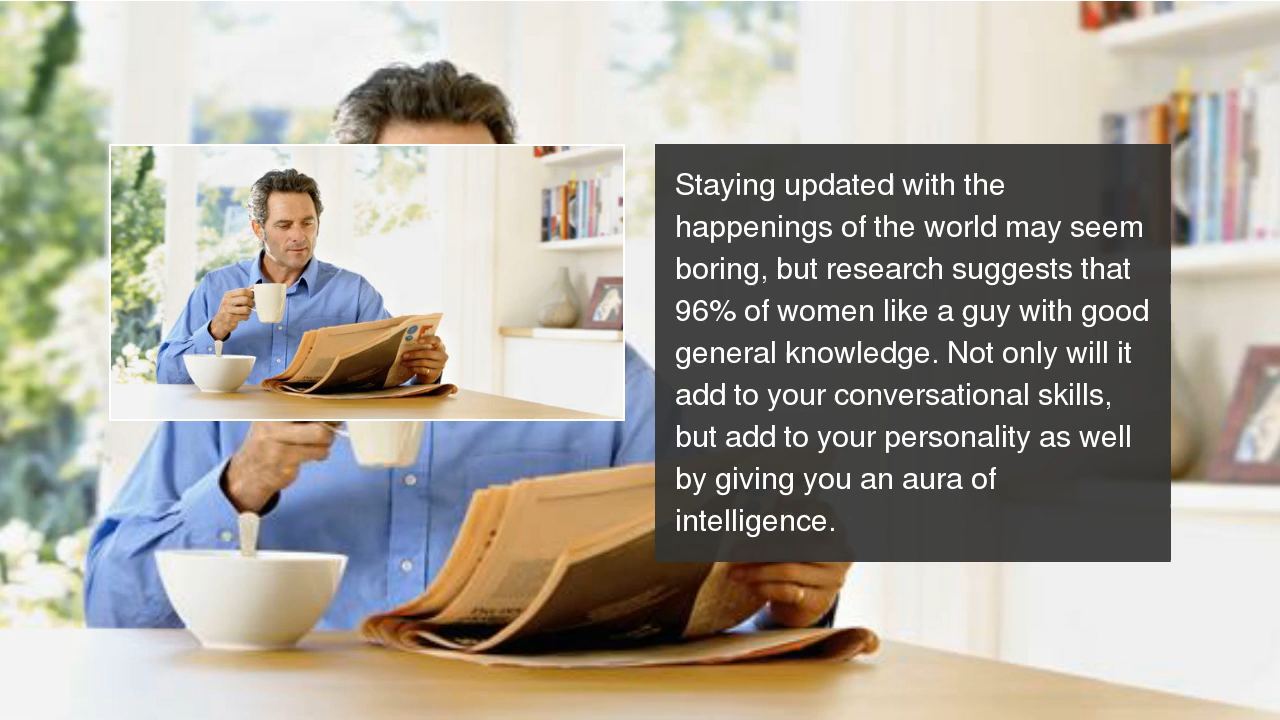 Staying updated with the
happenings of the world may seem
boring, but research suggests that
96% of women like a guy with good
general knowledge. Not only will it
add to your conversational skills,
but add to your personality as well
by giving you an aura of
intelligence.